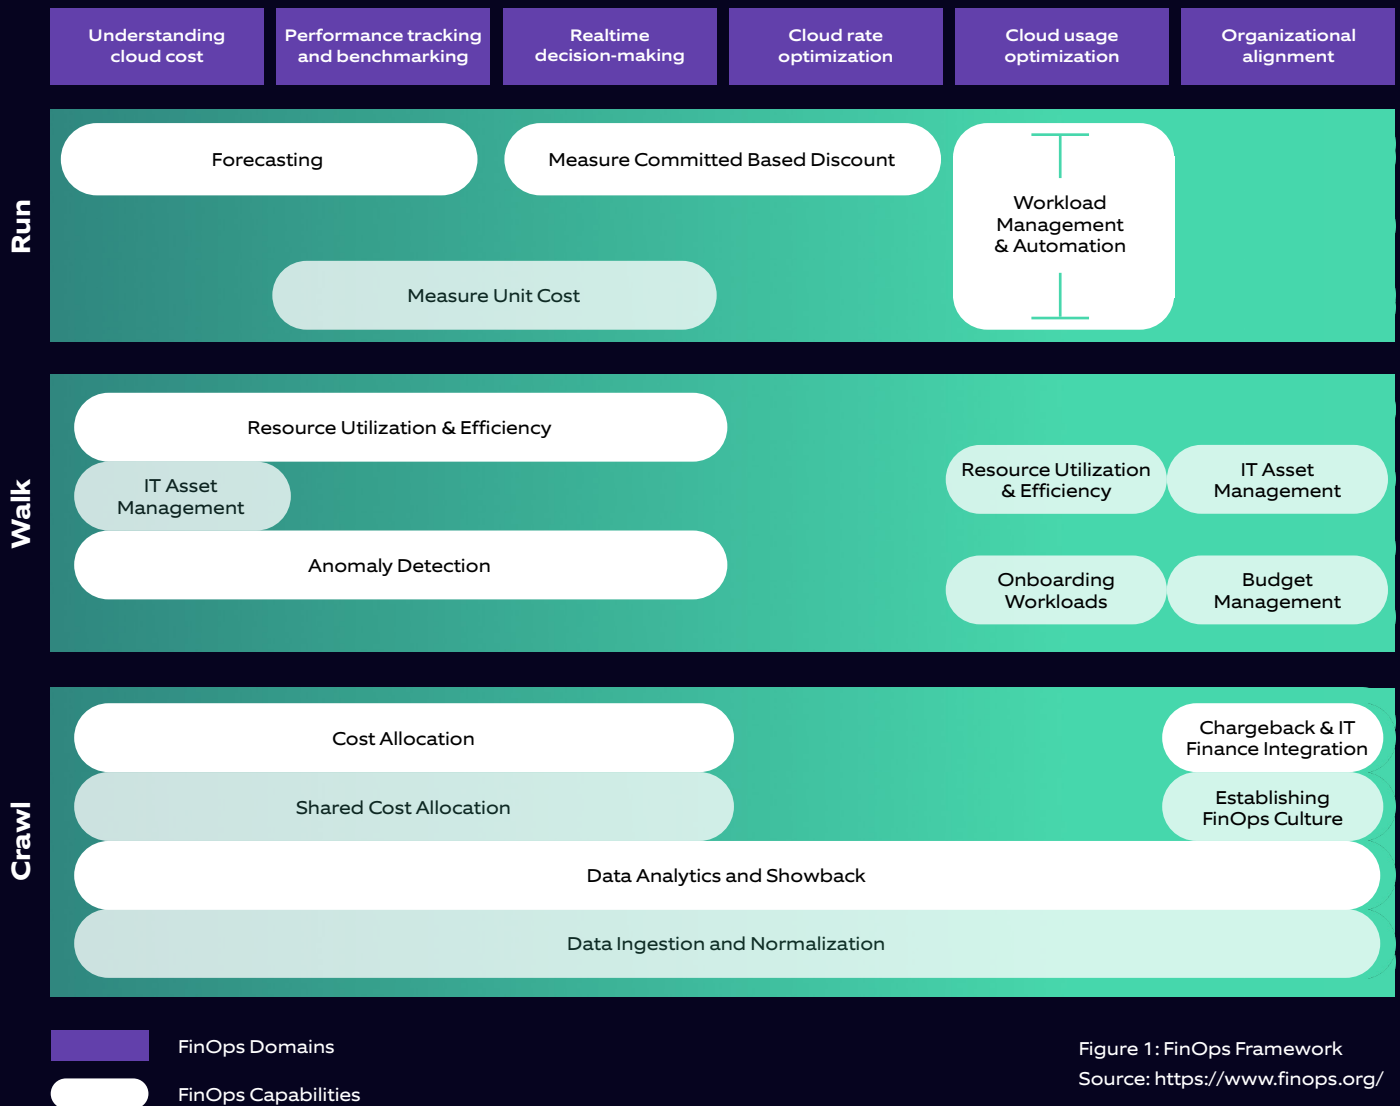 Understanding
cloud cost
Performance tracking
and benchmarking
Realtime
decision-making
Cloud rate
optimization
Cloud usage
optimization
Organizational
alignment
Run
Forecasting
Measure Committed Based Discount
Workload
Management
& Automation
Measure Unit Cost
Walk
Resource Utilization & Efficiency
IT Asset
Management
Anomaly Detection
Resource Utilization
& Efficiency
IT Asset
Management
Onboarding
Workloads
Budget
Management
Crawl
Cost Allocation
Chargeback & IT
Finance Integration
Shared Cost Allocation
Establishing
FinOps Culture
Data Analytics and Showback
Data Ingestion and Normalization
FinOps Domains
FinOps Capabilities
Figure 1: FinOps Framework
Source: https://www.finops.org/